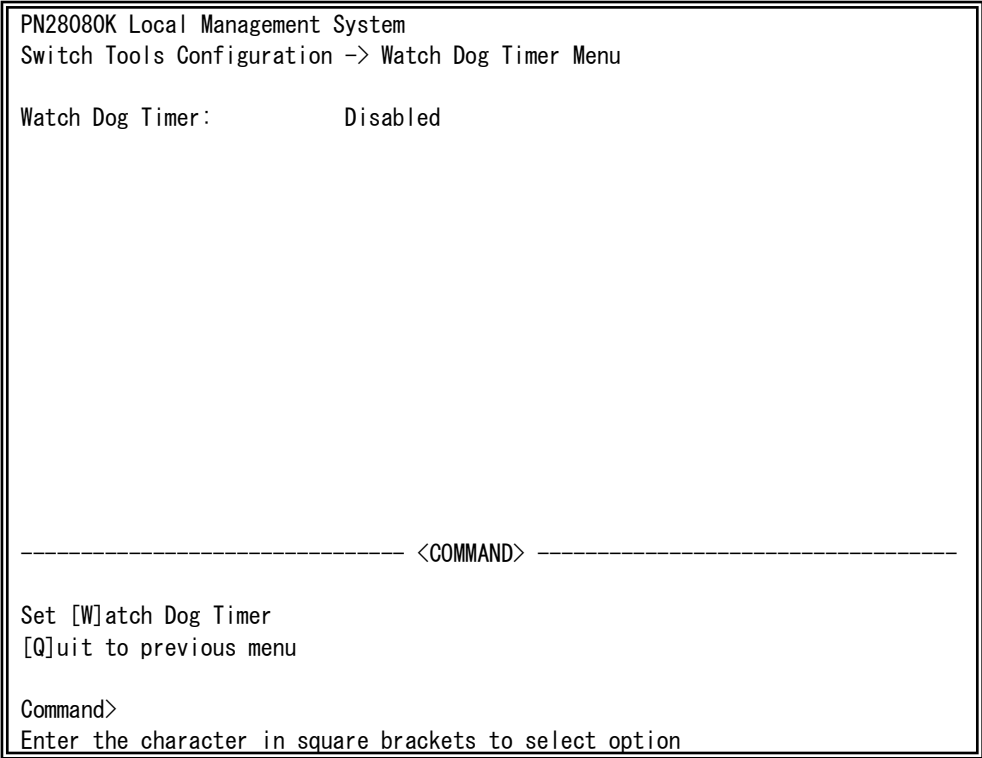 PN28080K Local Management System
Switch Tools Configuration -> Watch Dog Timer Menu
Watch Dog Timer: Disabled
-------------------------------- <COMMAND> -----------------------------------
Set [W]atch Dog Timer
[Q]uit to previous menu
Command>
Enter the character in square brackets to select option